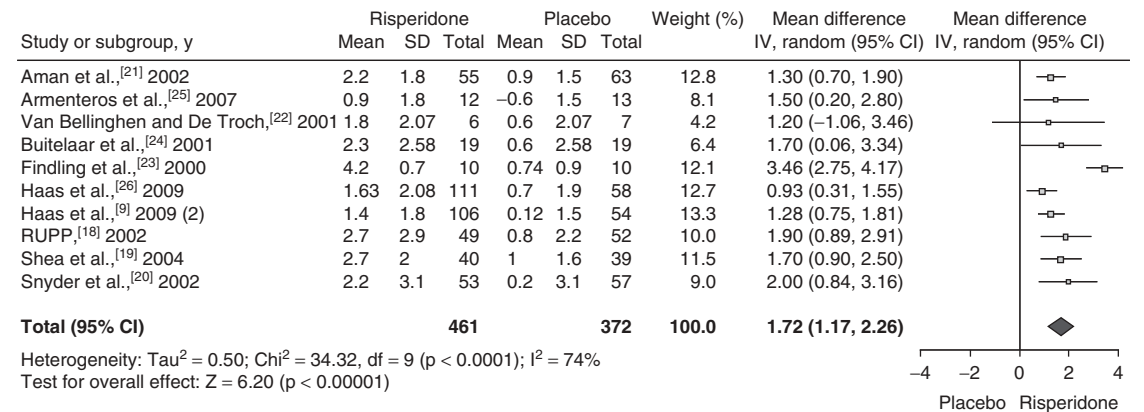 Risperidone Placebo Weight (%) Mean difference Mean difference
Study or subgroup, y Mean SD Total Mean SD Total IV, random (95% CI) IV, random (95% CI)
Aman et al.,[21] 2002 2.2 1.8 55 0.9 1.5 63 12.8 1.30 (0.70, 1.90)
Armenteros et al.,[25] 2007 0.9 1.8 12 −0.6 1.5 13 8.1 1.50 (0.20, 2.80)
Van Bellinghen and De Troch,[22] 2001 1.8 2.07 6 0.6 2.07 7 4.2 1.20 (−1.06, 3.46)
Buitelaar et al.,[24] 2001 2.3 2.58 19 0.6 2.58 19 6.4 1.70 (0.06, 3.34)
Findling et al.,[23] 2000 4.2 0.7 10 0.74 0.9 10 12.1 3.46 (2.75, 4.17)
Haas et al.,[26] 2009 1.63 2.08 111 0.7 1.9 58 12.7 0.93 (0.31, 1.55)
Haas et al.,[9] 2009 (2) 1.4 1.8 106 0.12 1.5 54 13.3 1.28 (0.75, 1.81)
RUPP,[18] 2002 2.7 2.9 49 0.8 2.2 52 10.0 1.90 (0.89, 2.91)
Shea et al.,[19] 2004 2.7 2 40 1 1.6 39 11.5 1.70 (0.90, 2.50)
Snyder et al.,[20] 2002 2.2 3.1 53 0.2 3.1 57 9.0 2.00 (0.84, 3.16)
Total (95% CI) 461 372 100.0 1.72 (1.17, 2.26)
Heterogeneity: Tau² = 0.50; Chi² = 34.32, df = 9 (p < 0.0001); I² = 74%
Test for overall effect: Z = 6.20 (p < 0.00001)
−4 −2 0 2 4
Placebo Risperidone